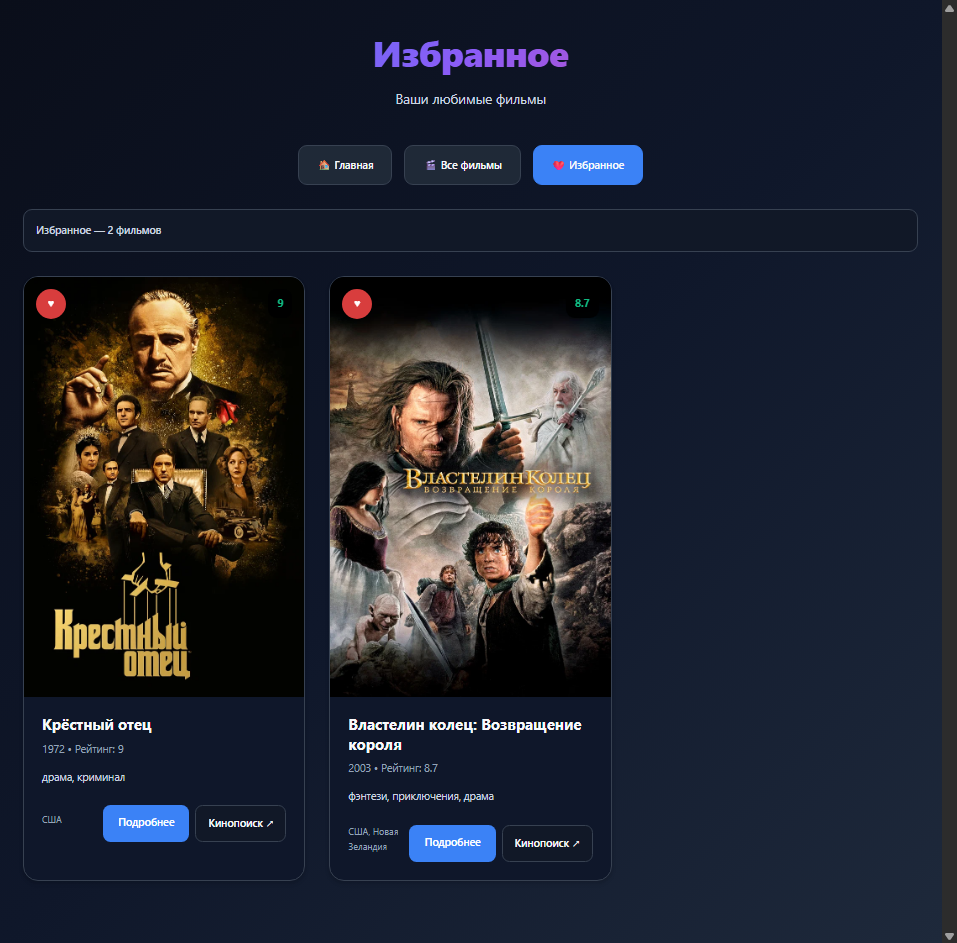 Избранное
Ваши любимые фильмы
Главная
Все фильмы
Избранное
Избранное — 2 фильмов
9
Крестный
отец
Крёстный отец
1972 • Рейтинг: 9
драма, криминал
США
Подробнее
Кинопоиск ↗
8.7
Властелин Колец
Возвращение Короля
Властелин колец: Возвращение
короля
2003 • Рейтинг: 8.7
фэнтези, приключения, драма
США, Новая
Зеландия
Подробнее
Кинопоиск ↗